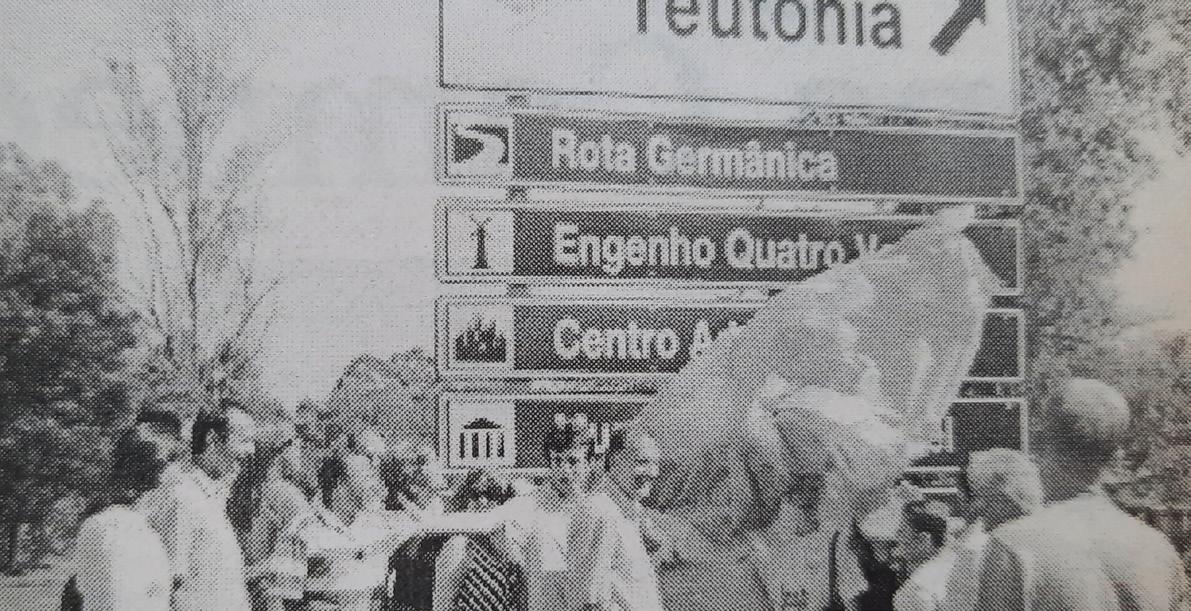 Teutônia
Rota Germânica
Engenho Quatro
Centro